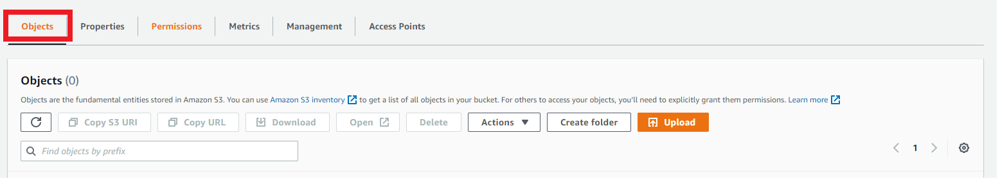 Objects Properties Permissions Metrics Management Access Points
Objects (0)
Objects are the fundamental entities stored in Amazon S3. You can use Amazon S3 inventory to get a list of all objects in your bucket. For others to access your objects, you’ll need to explicitly grant them permissions. Learn more
Copy S3 URI Copy URL Download Open Delete Actions Create folder Upload
Find objects by prefix 1